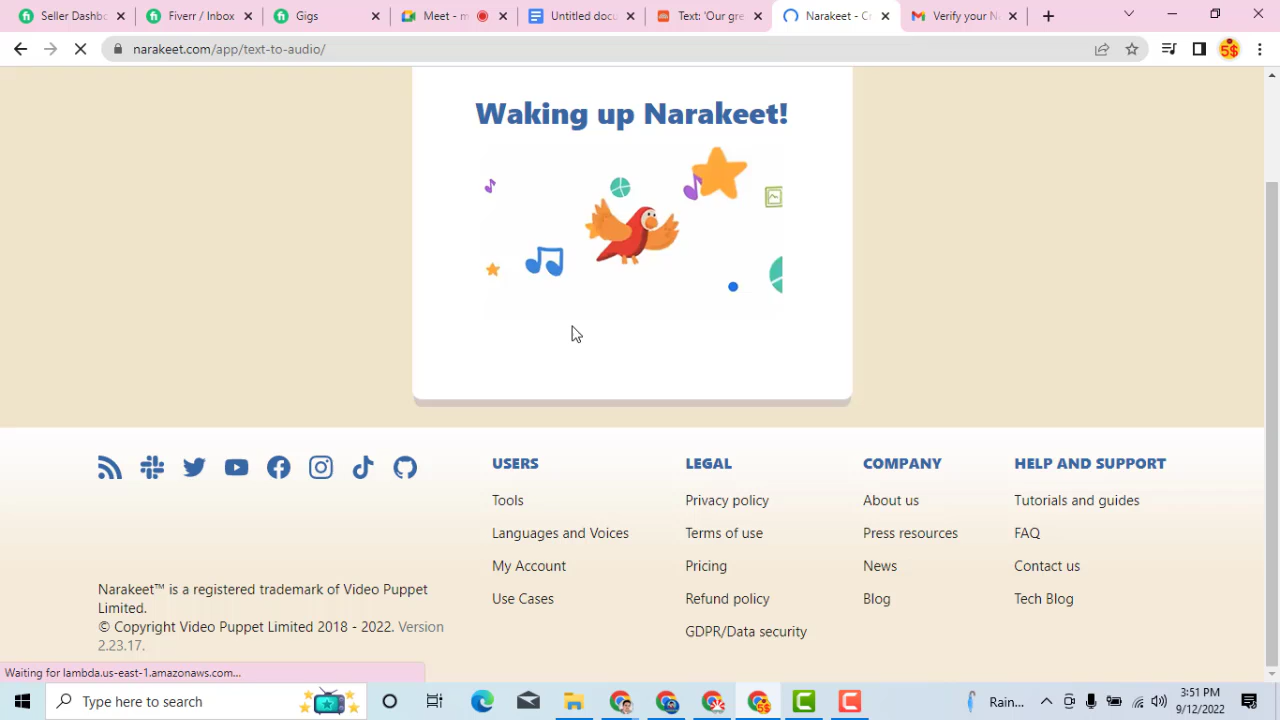 Seller Dashb
Fiverr / Inbox
Gigs
Meet - m
Untitled docu
Text: 'Our gre
Narakeet - Cr
Verify your N
narakeet.com/app/text-to-audio/
5$
Waking up Narakeet!
USERS
Tools
Languages and Voices
My Account
Use Cases
LEGAL
Privacy policy
Terms of use
Pricing
Refund policy
GDPR/Data security
COMPANY
About us
Press resources
News
Blog
HELP AND SUPPORT
Tutorials and guides
FAQ
Contact us
Tech Blog
Narakeet™ is a registered trademark of Video Puppet
Limited.
© Copyright Video Puppet Limited 2018 - 2022. Version
2.23.17.
Waiting for lambda.us-east-1.amazonaws.com...
Type here to search
Rain...
3:51 PM
9/12/2022